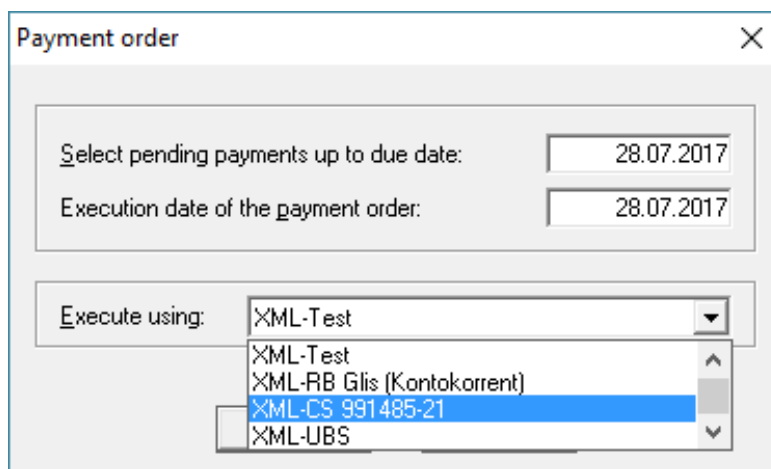 Payment order
Select pending payments up to due date: 28.07.2017
Execution date of the payment order: 28.07.2017
Execute using: XML-Test
XML-Test
XML-RB Glis (Kontokorrent)
XML-CS 991485-21
XML-UBS